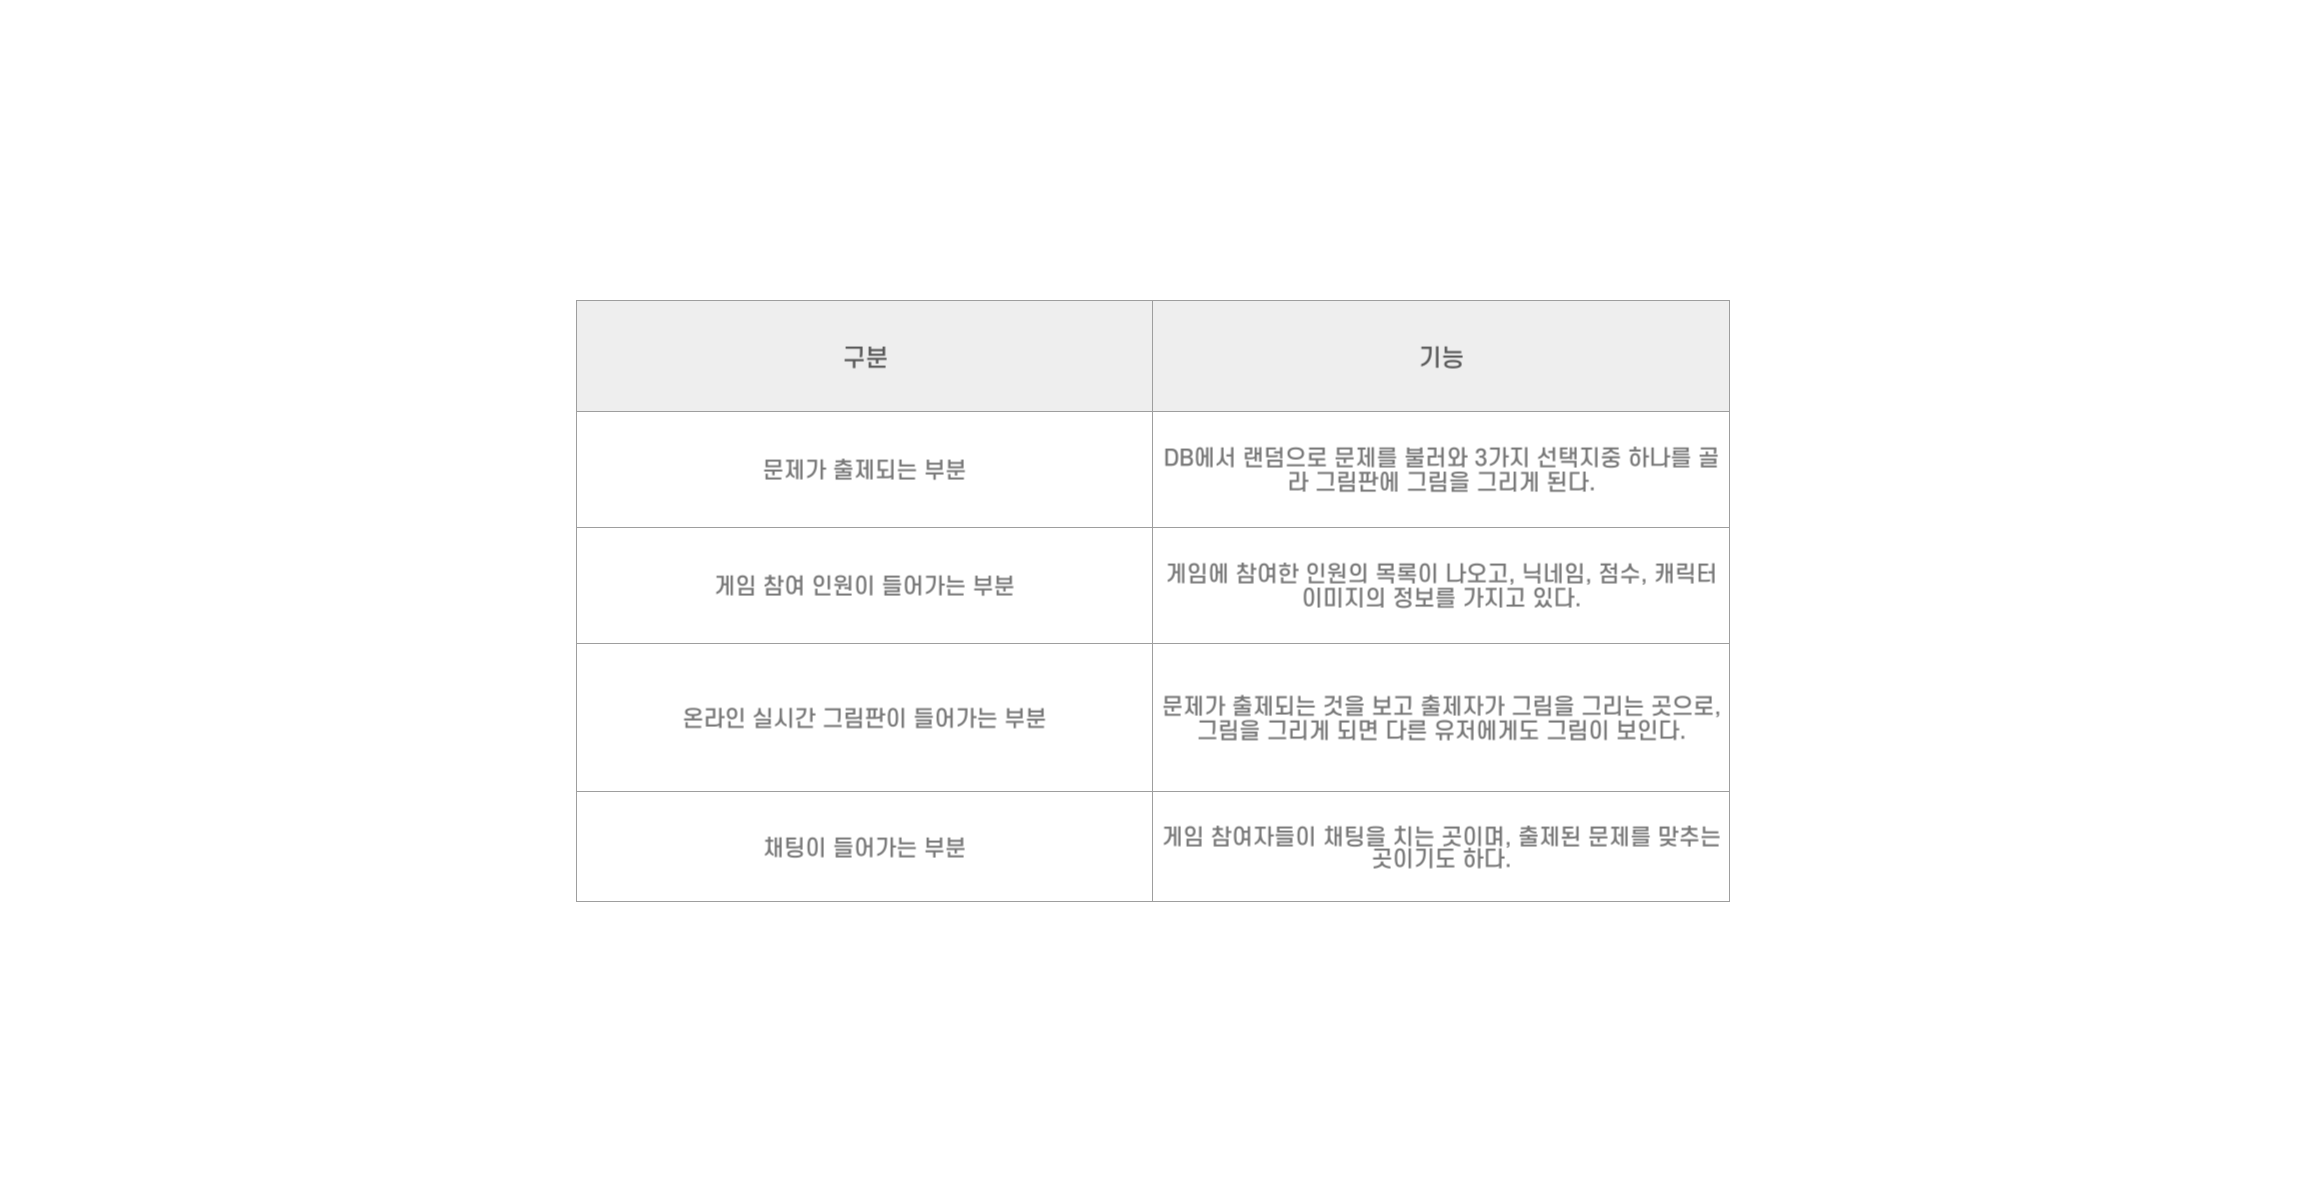 구분
기능
문제가 출제되는 부분
DB에서 랜덤으로 문제를 불러와 3가지 선택지중 하나를 골
라 그림판에 그림을 그리게 된다.
게임 참여 인원이 들어가는 부분
게임에 참여한 인원의 목록이 나오고, 닉네임, 점수, 캐릭터
이미지의 정보를 가지고 있다.
온라인 실시간 그림판이 들어가는 부분
문제가 출제되는 것을 보고 출제자가 그림을 그리는 곳으로,
그림을 그리게 되면 다른 유저에게도 그림이 보인다.
채팅이 들어가는 부분
게임 참여자들이 채팅을 치는 곳이며, 출제된 문제를 맞추는
곳이기도 하다.